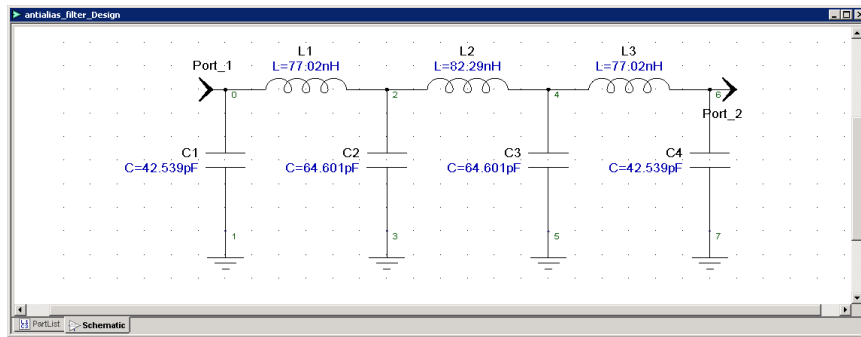 antialias_filter_Design
L1 L2 L3
Port_1 L=77.02nH L=82.29nH L=77.02nH
0 2 4 6
Port_2
C1 C2 C3 C4
C=42.539pF C=64.601pF C=64.601pF C=42.539pF
1 3 5 7
PartList Schematic